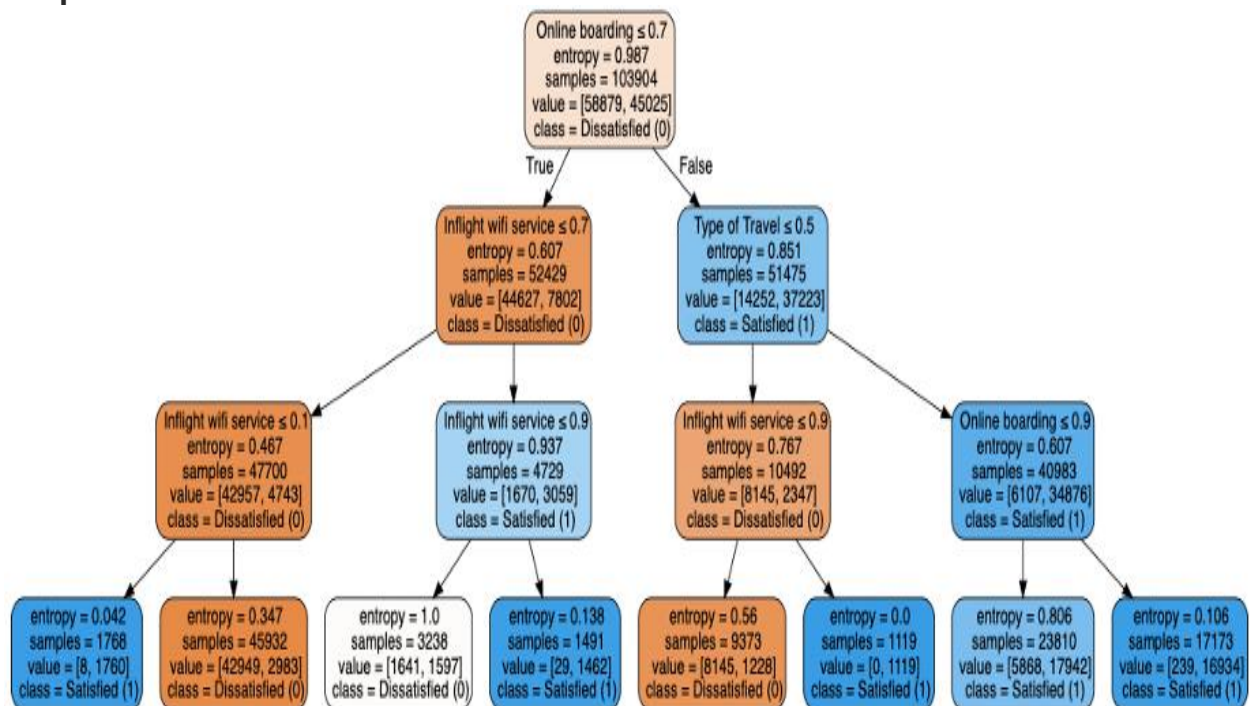 Online boarding ≤ 0.7
entropy = 0.987
samples = 103904
value = [58879, 45025]
class = Dissatisfied (0)
True
False
Inflight wifi service ≤ 0.7
entropy = 0.607
samples = 52429
value = [44627, 7802]
class = Dissatisfied (0)
Type of Travel ≤ 0.5
entropy = 0.851
samples = 51475
value = [14252, 37223]
class = Satisfied (1)
Inflight wifi service ≤ 0.1
entropy = 0.467
samples = 47700
value = [42957, 4743]
class = Dissatisfied (0)
Inflight wifi service ≤ 0.9
entropy = 0.937
samples = 4729
value = [1670, 3059]
class = Satisfied (1)
Inflight wifi service ≤ 0.9
entropy = 0.767
samples = 10492
value = [8145, 2347]
class = Dissatisfied (0)
Online boarding ≤ 0.9
entropy = 0.607
samples = 40983
value = [6107, 34876]
class = Satisfied (1)
entropy = 0.042
samples = 1768
value = [8, 1760]
class = Satisfied (1)
entropy = 0.347
samples = 45932
value = [42949, 2983]
class = Dissatisfied (0)
entropy = 1.0
samples = 3238
value = [1641, 1597]
class = Dissatisfied (0)
entropy = 0.138
samples = 1491
value = [29, 1462]
class = Satisfied (1)
entropy = 0.56
samples = 9373
value = [8145, 1228]
class = Dissatisfied (0)
entropy = 0.0
samples = 1119
value = [0, 1119]
class = Satisfied (1)
entropy = 0.806
samples = 23810
value = [5868, 17942]
class = Satisfied (1)
entropy = 0.106
samples = 17173
value = [239, 16934]
class = Satisfied (1)